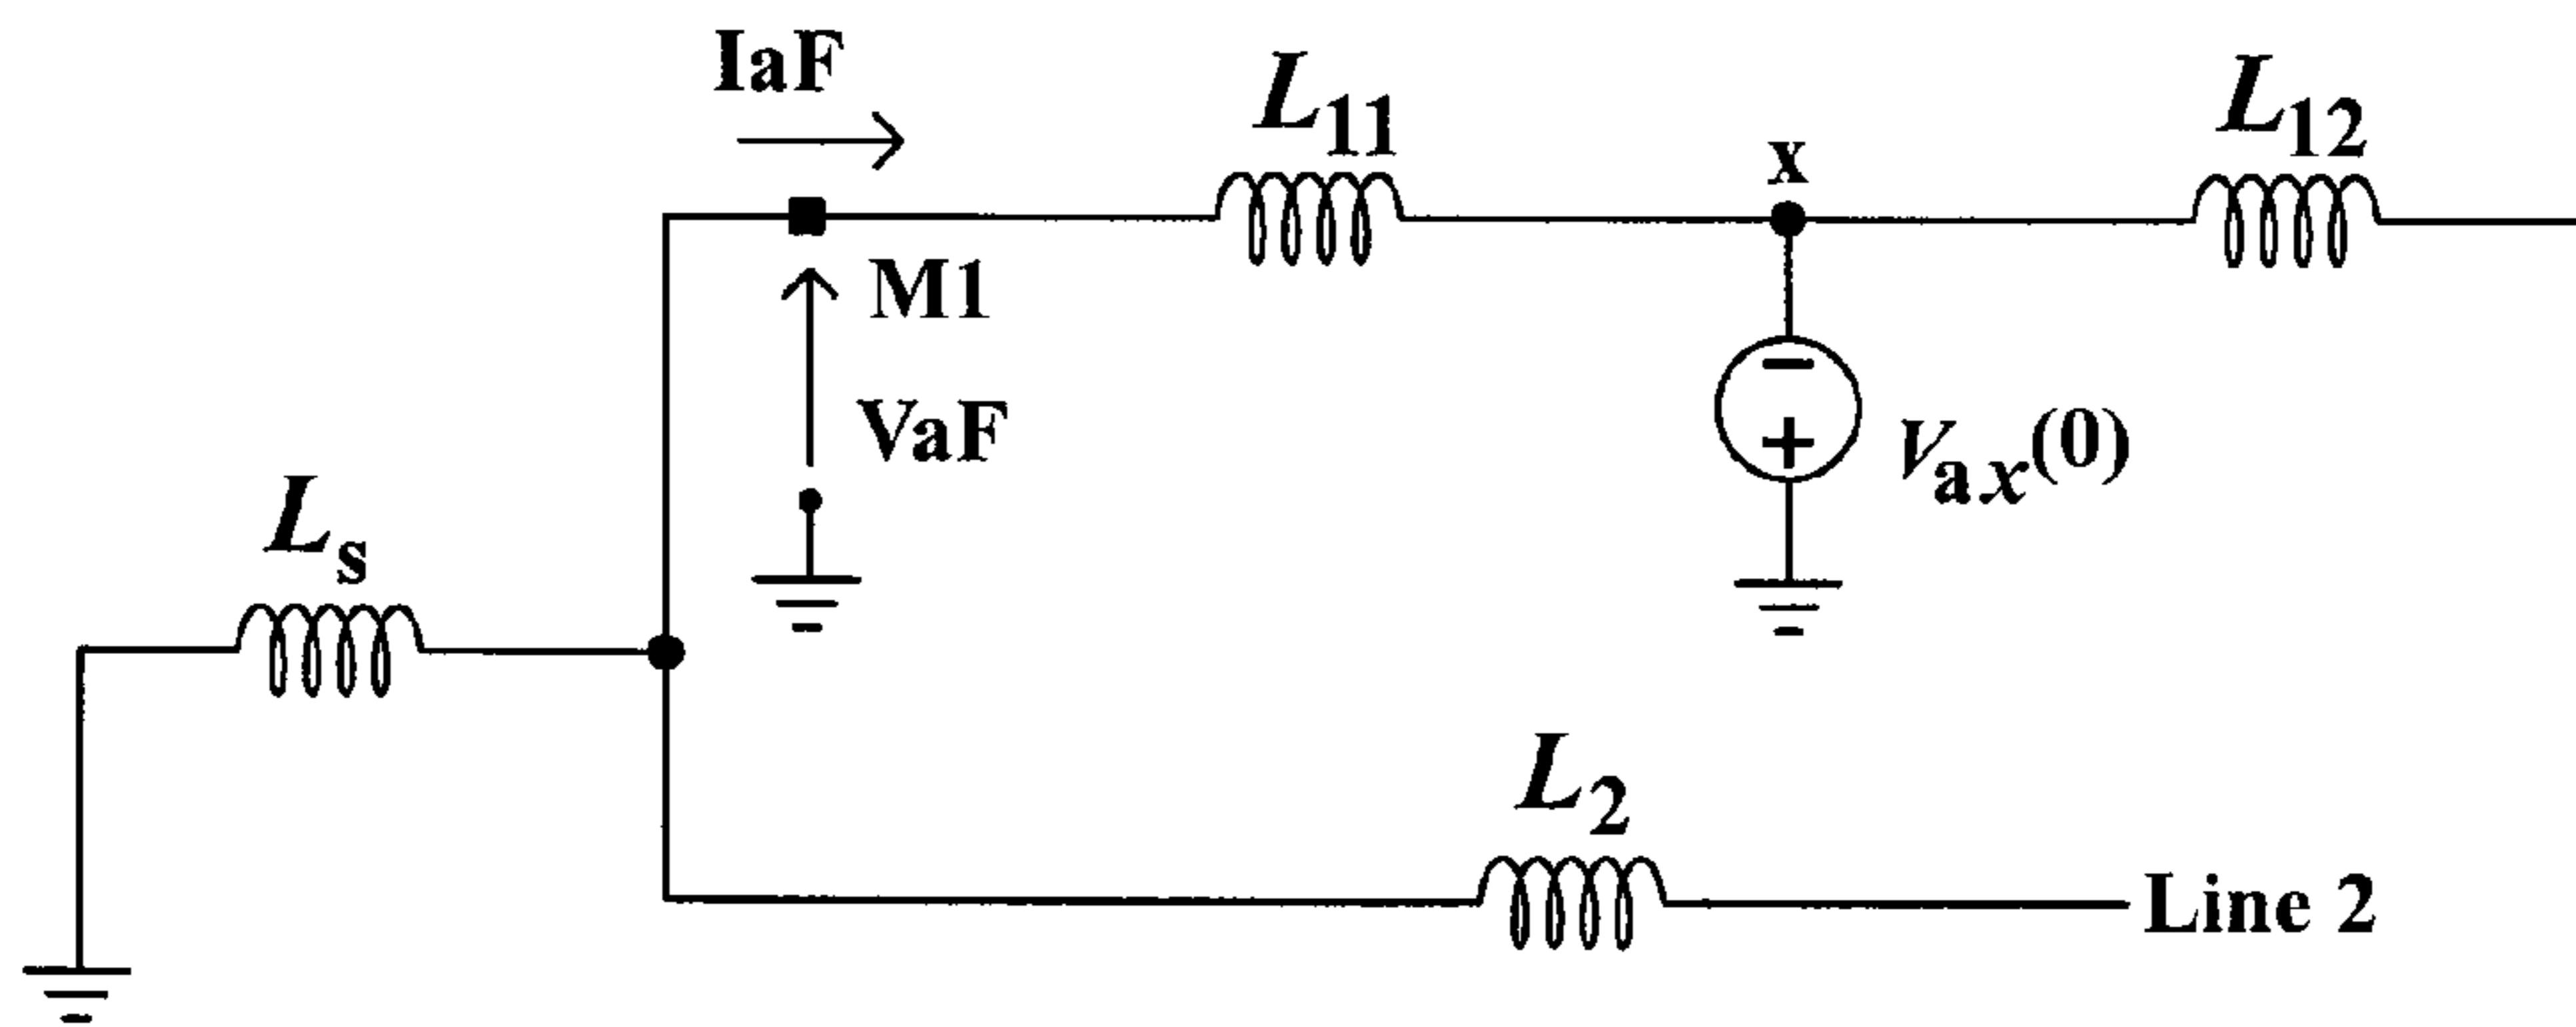 IaF
L11
L12
x
M1
VaF
− 
+
Vax(0)
Ls
L2
Line 2